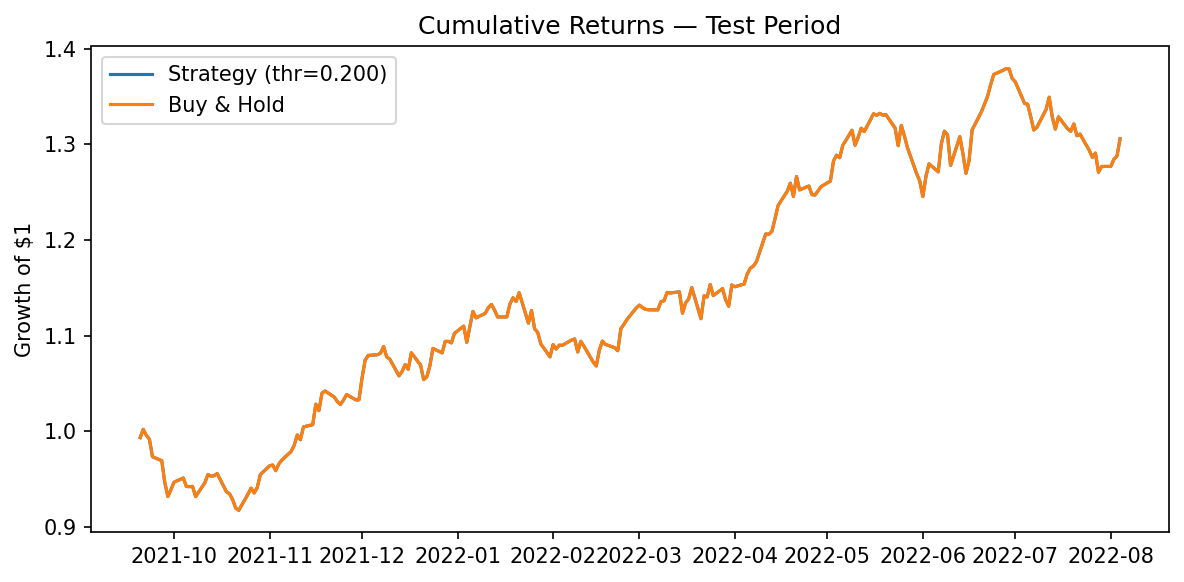 Cumulative Returns — Test Period
Strategy (thr=0.200)
Buy & Hold
Growth of $1
1.4
1.3
1.2
1.1
1.0
0.9
2021-10 2021-11 2021-12 2022-01 2022-02 2022-03 2022-04 2022-05 2022-06 2022-07 2022-08